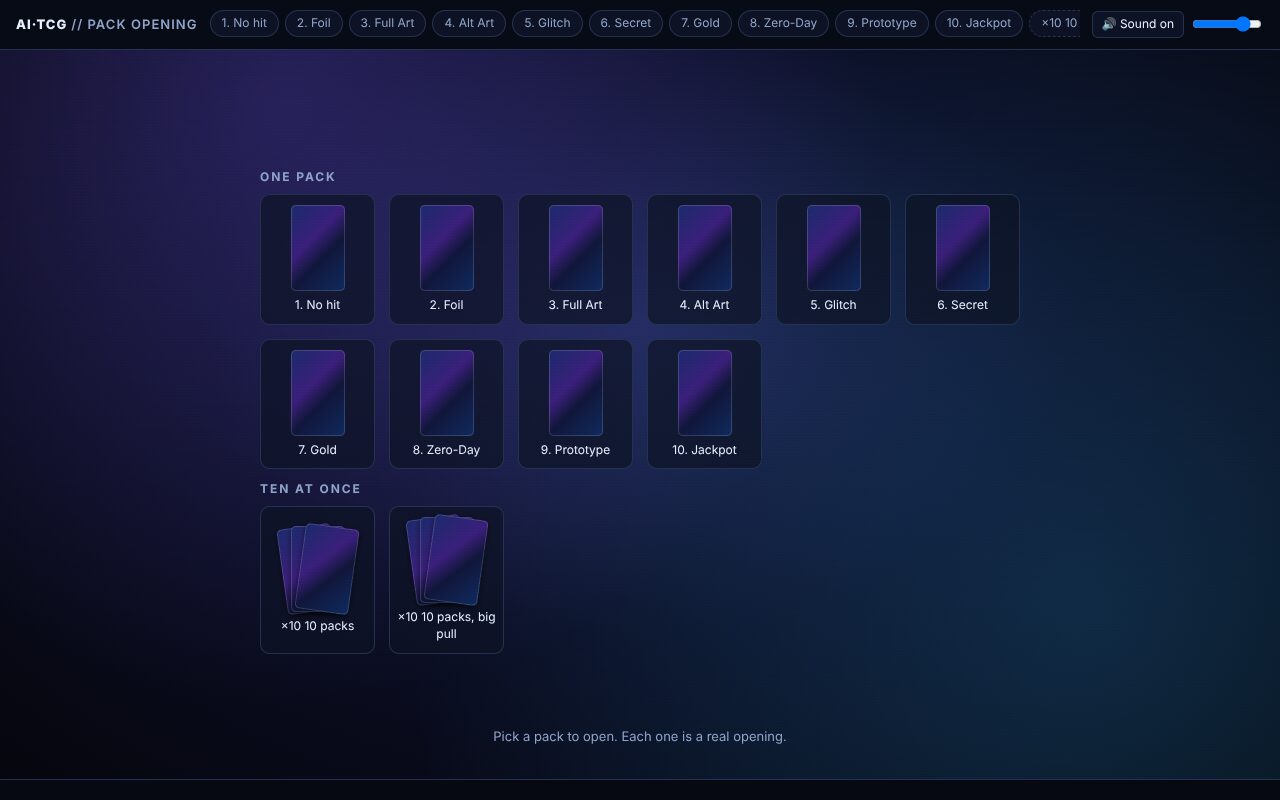 AI·TCG // PACK OPENING
1. No hit
2. Foil
3. Full Art
4. Alt Art
5. Glitch
6. Secret
7. Gold
8. Zero-Day
9. Prototype
10. Jackpot
×10 10
🔊 Sound on
ONE PACK
1. No hit
2. Foil
3. Full Art
4. Alt Art
5. Glitch
6. Secret
7. Gold
8. Zero-Day
9. Prototype
10. Jackpot
TEN AT ONCE
×10 10 packs
×10 10 packs, big
pull
Pick a pack to open. Each one is a real opening.